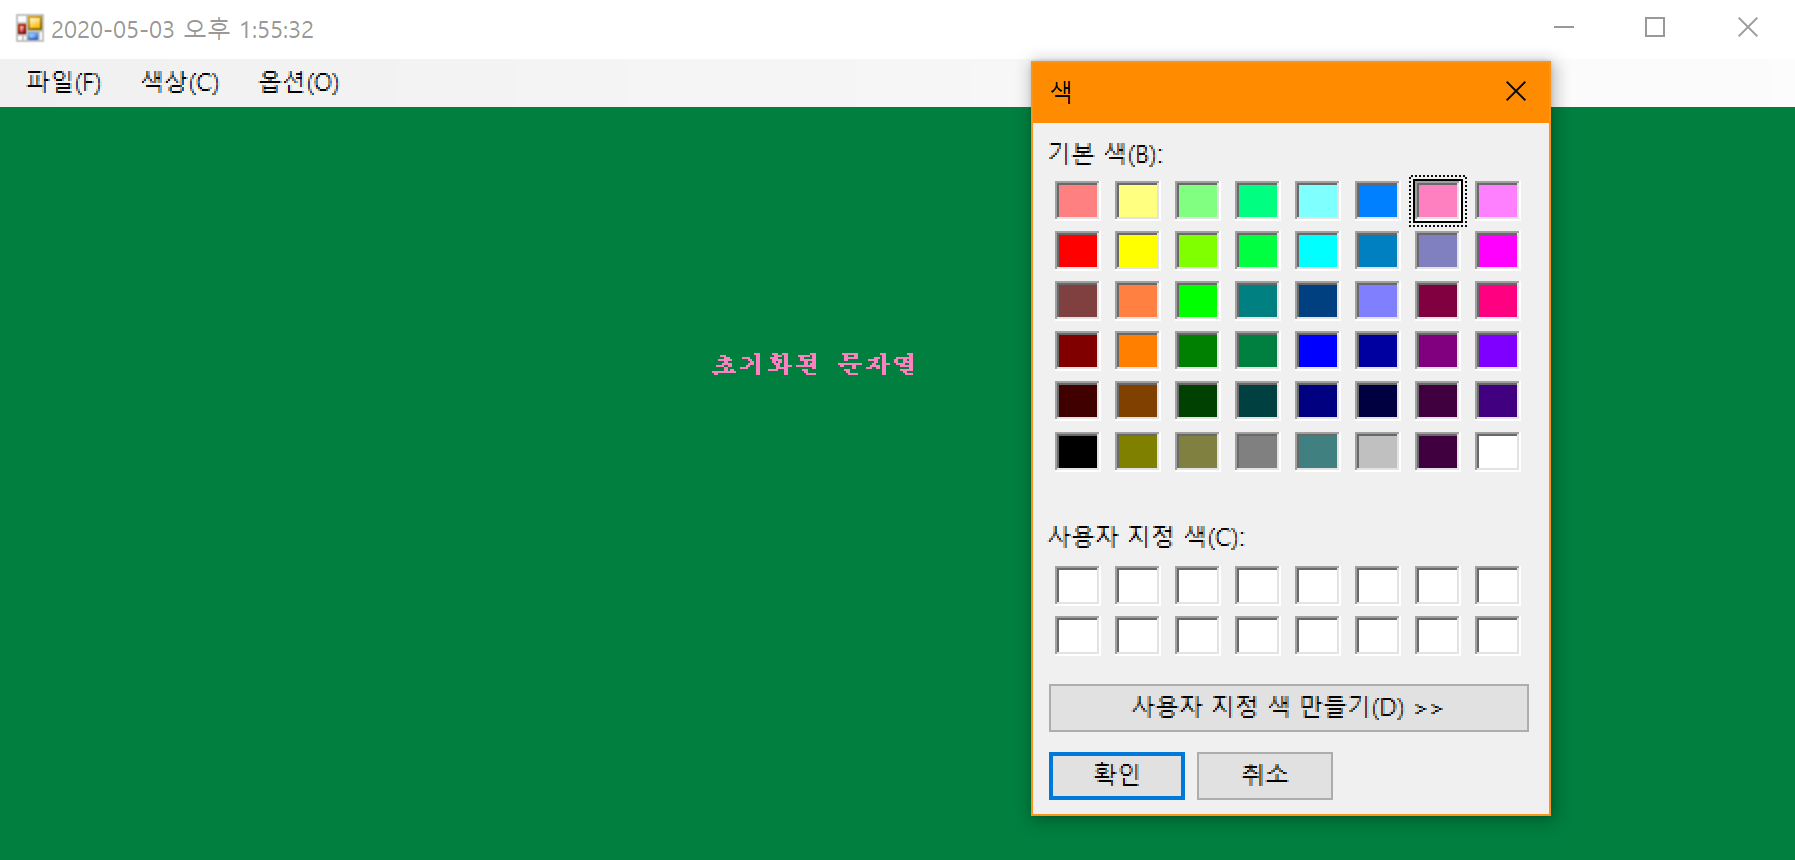 2020-05-03 오후 1:55:32
파일(F) 색상(C) 옵션(O)
초기화된 문자열
색
기본 색(B):
사용자 지정 색(C):
사용자 지정 색 만들기(D) >>
확인 취소